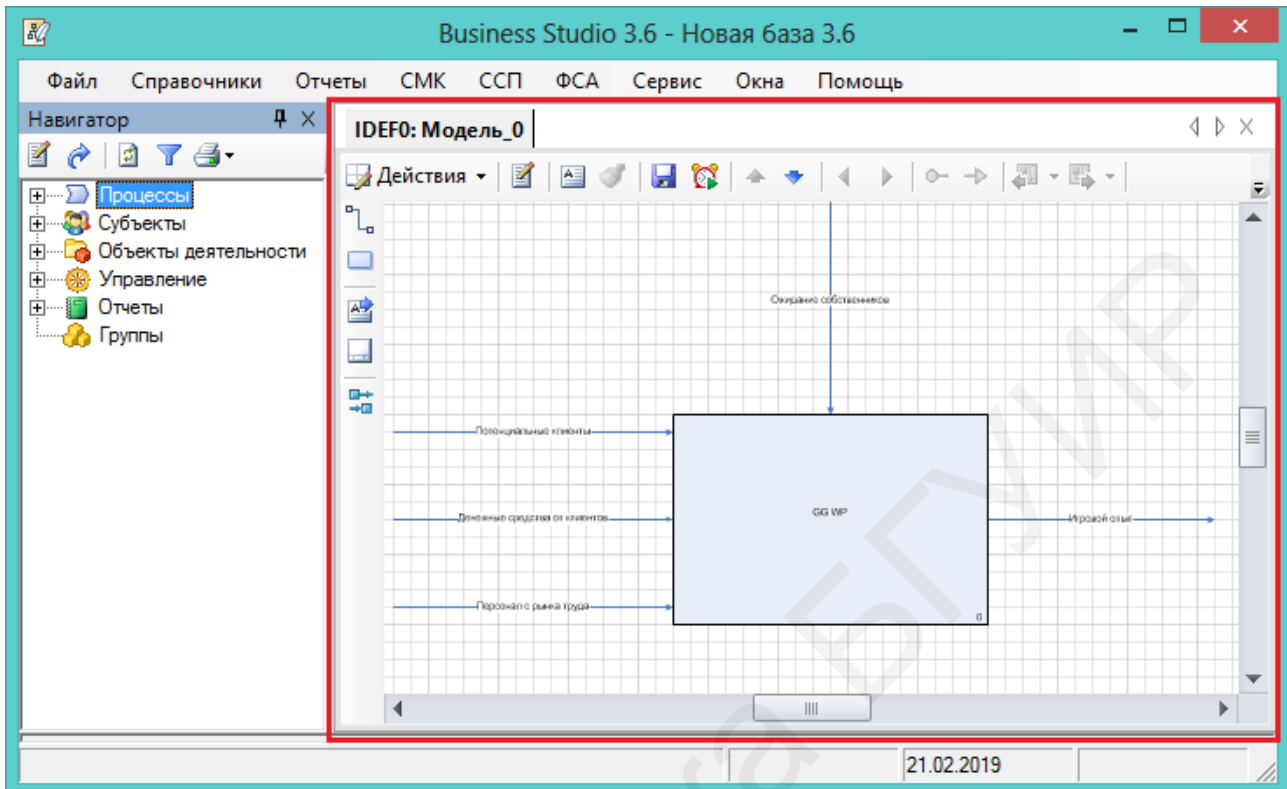 Business Studio 3.6 - Новая база 3.6
Файл Справочники Отчеты СМК ССП ФСА Сервис Окна Помощь
Навигатор
Процессы
Субъекты
Объекты деятельности
Управление
Отчеты
Группы
IDEF0: Модель_0
Действия
Ожидание собственников
Потенциальные клиенты
Денежные средства от клиентов
GG WP
Игровой опыт
Персонал с рынка труда
0
21.02.2019
а БГУИР